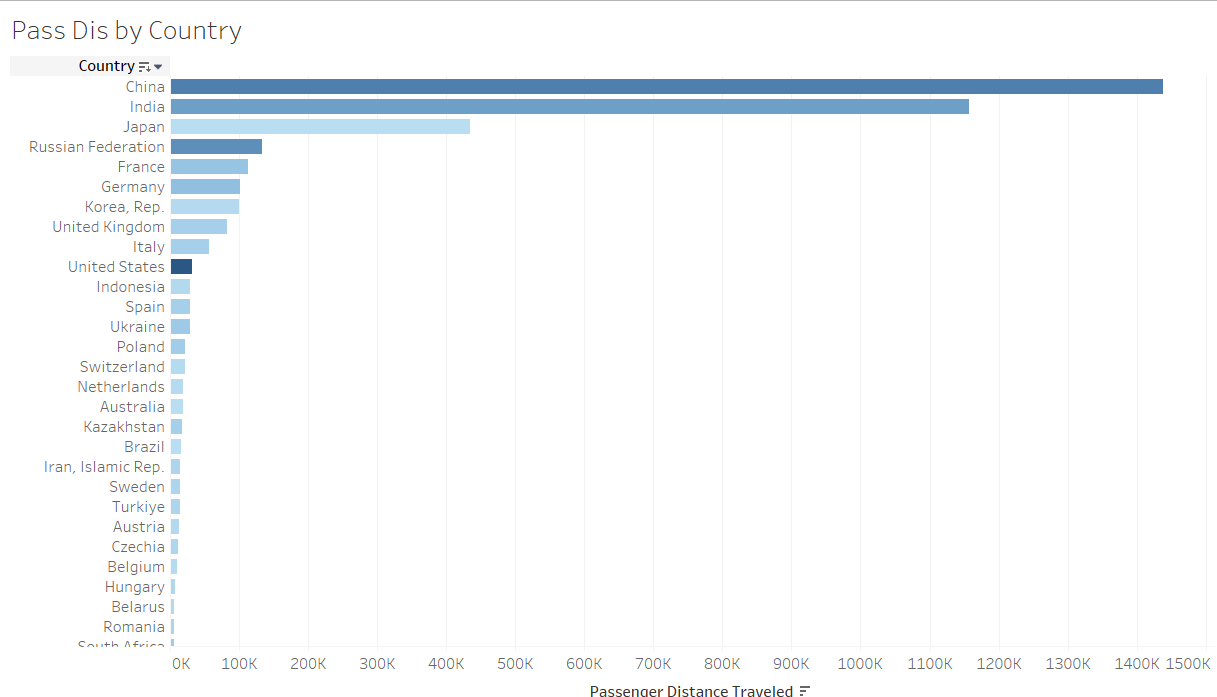 Pass Dis by Country
Country
China
India
Japan
Russian Federation
France
Germany
Korea, Rep.
United Kingdom
Italy
United States
Indonesia
Spain
Ukraine
Poland
Switzerland
Netherlands
Australia
Kazakhstan
Brazil
Iran, Islamic Rep.
Sweden
Turkiye
Austria
Czechia
Belgium
Hungary
Belarus
Romania
South Africa
0K 100K 200K 300K 400K 500K 600K 700K 800K 900K 1000K 1100K 1200K 1300K 1400K 1500K
Passenger Distance Traveled